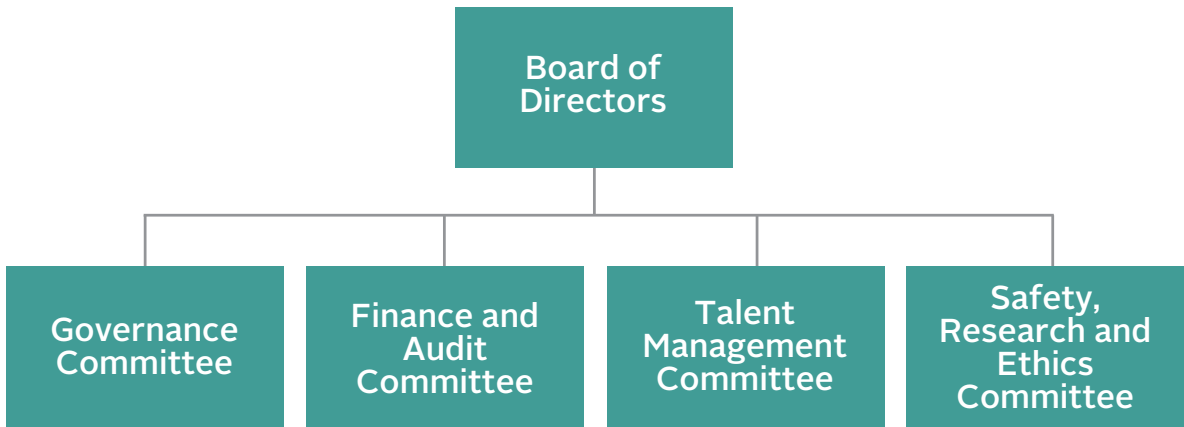 Board of
Directors
Governance
Committee
Finance and
Audit
Committee
Talent
Management
Committee
Safety,
Research and
Ethics
Committee